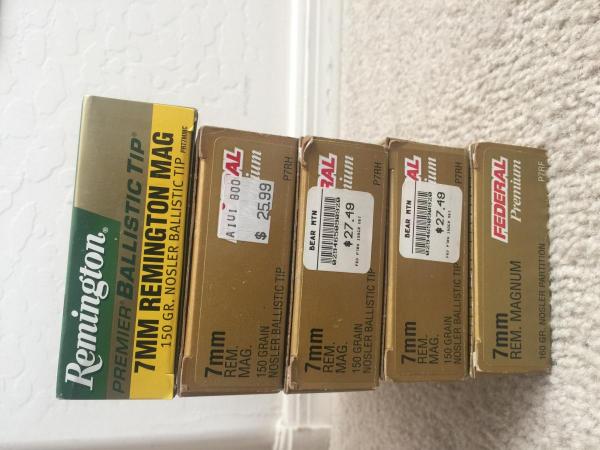 Remington®
PREMIER® BALLISTIC TIP®
7MM REMINGTON MAG
150 GR. NOSLER BALLISTIC TIP
AIUI 800
$ 25.99
P7RH
7mm
REM.
MAG.
150 GRAIN
NOSLER BALLISTIC TIP
BEAR MTN
$27.49
P7RH
7mm
REM.
MAG.
150 GRAIN
NOSLER BALLISTIC TIP
BEAR MTN
$27.49
P7RH
7mm
REM.
MAG.
150 GRAIN
NOSLER BALLISTIC TIP
FEDERAL
Premium
P7RF
7mm
REM. MAGNUM
160 GR. NOSLER PARTITION